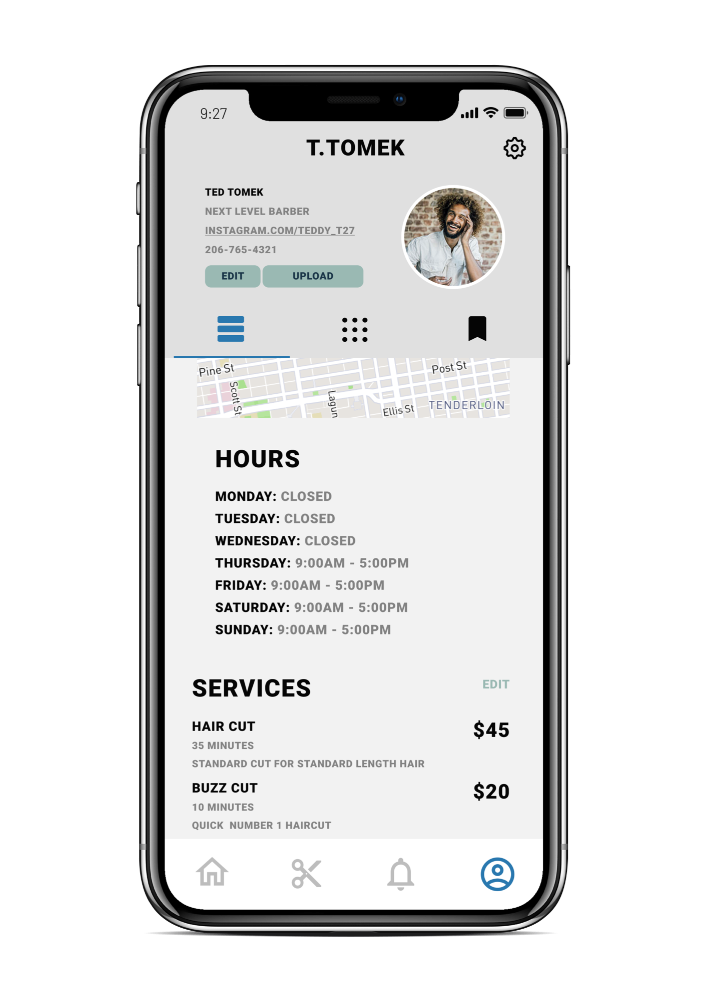 9:27
T.TOMEK
TED TOMEK
NEXT LEVEL BARBER
INSTAGRAM.COM/TEDDY_T27
206-765-4321
EDIT UPLOAD
Pine St
Post St
Scott St
Lagun
Ellis St
TENDERLOIN
HOURS
MONDAY: CLOSED
TUESDAY: CLOSED
WEDNESDAY: CLOSED
THURSDAY: 9:00AM - 5:00PM
FRIDAY: 9:00AM - 5:00PM
SATURDAY: 9:00AM - 5:00PM
SUNDAY: 9:00AM - 5:00PM
SERVICES EDIT
HAIR CUT $45
35 MINUTES
STANDARD CUT FOR STANDARD LENGTH HAIR
BUZZ CUT $20
10 MINUTES
QUICK NUMBER 1 HAIRCUT